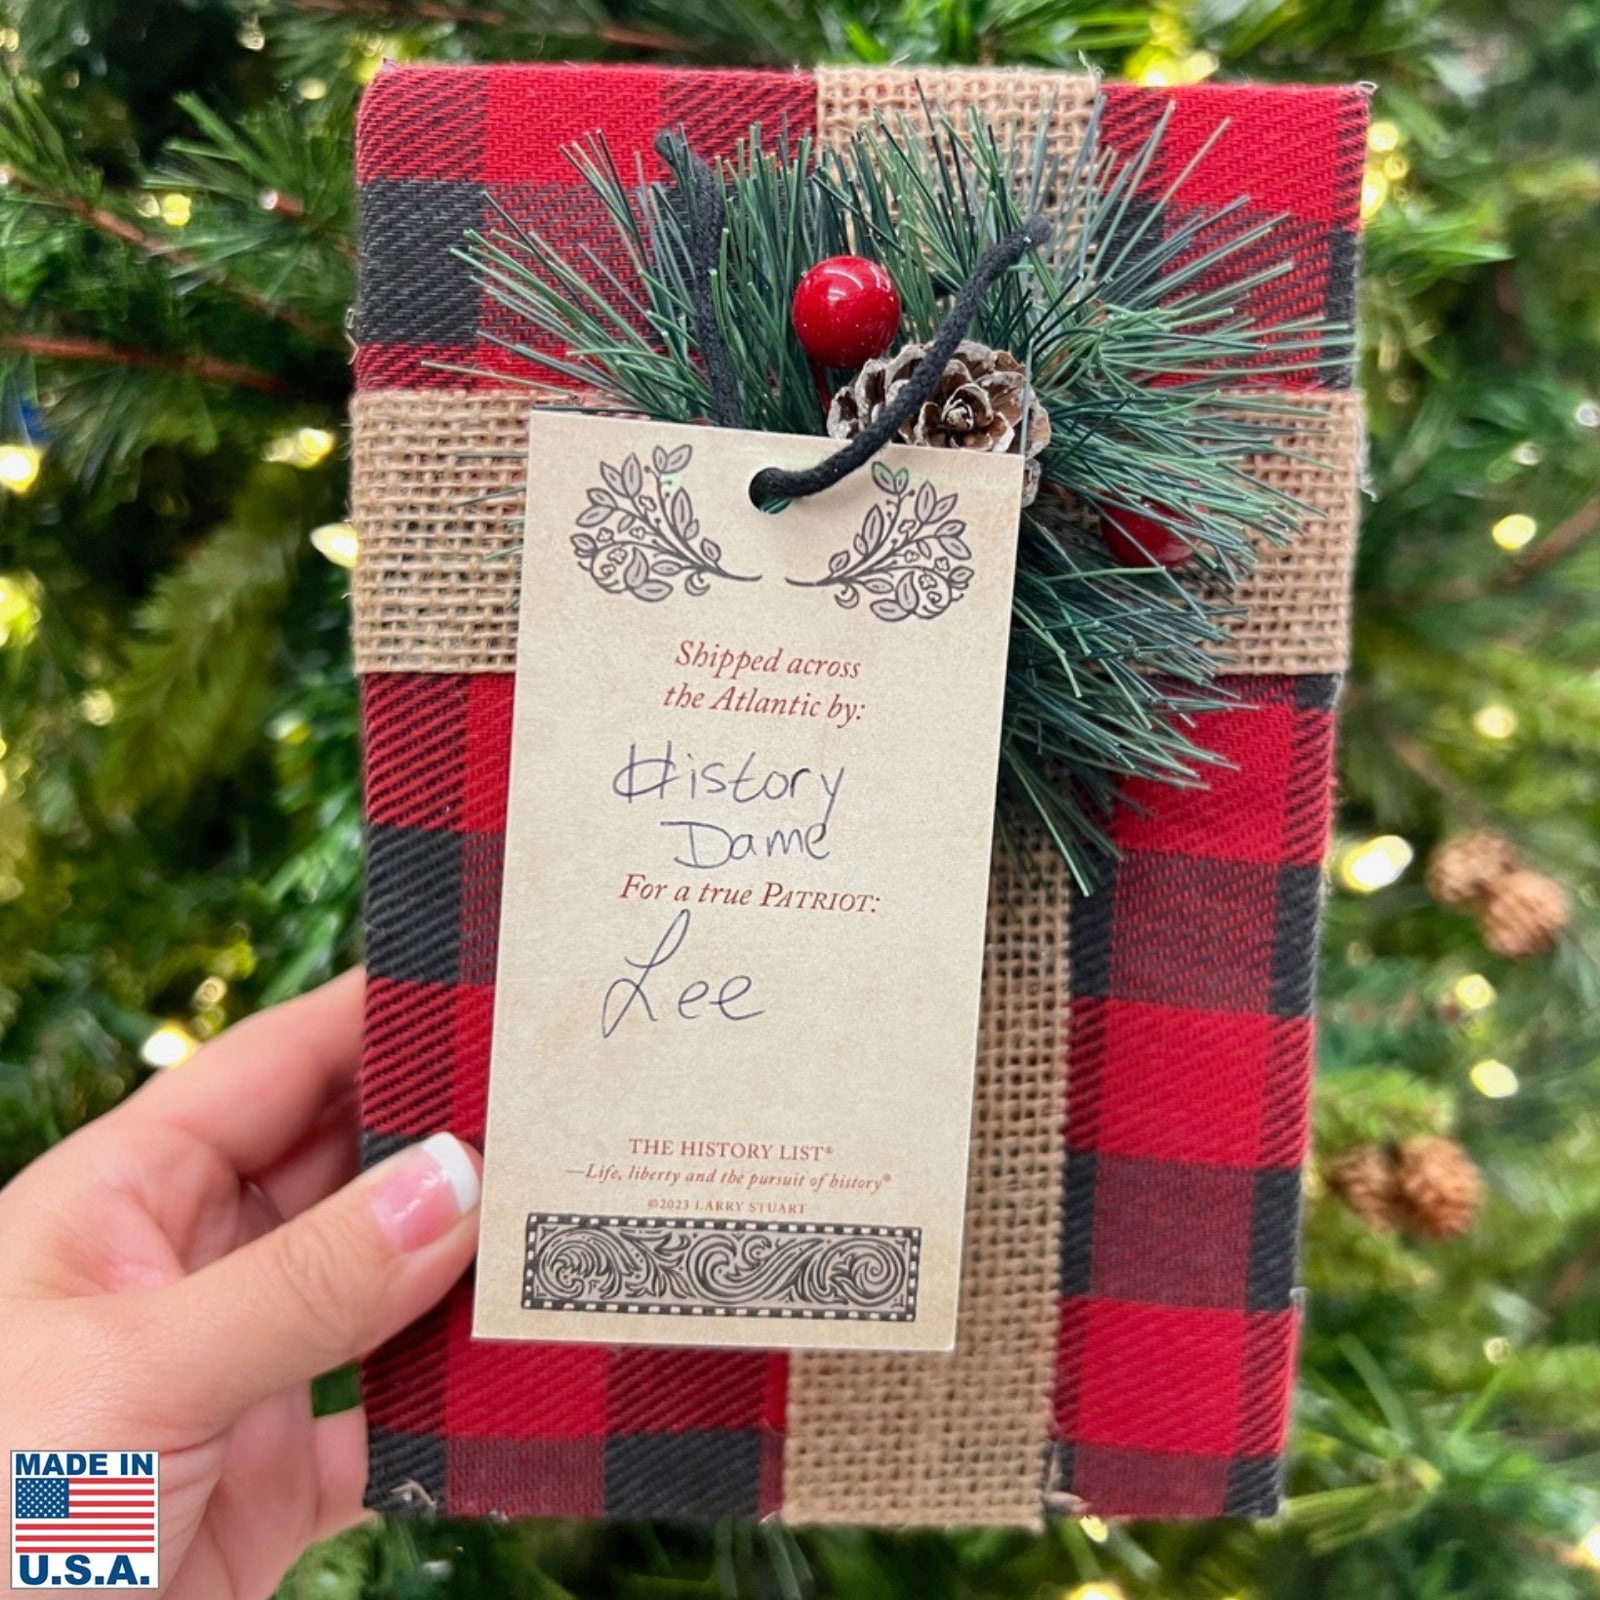 Shipped across
the Atlantic by:
History
Dame
For a true PATRIOT:
Lee
THE HISTORY LIST®
—Life, liberty and the pursuit of history®
©2023 LARRY STUART
MADE IN
U.S.A.